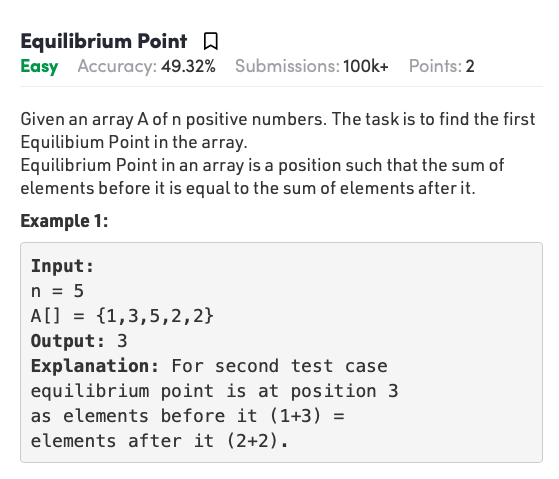 Equilibrium Point
Easy Accuracy: 49.32% Submissions: 100k+ Points: 2
Given an array A of n positive numbers. The task is to find the first
Equilibium Point in the array.
Equilibrium Point in an array is a position such that the sum of
elements before it is equal to the sum of elements after it.
Example 1:
Input:
n = 5
A[] = {1,3,5,2,2}
Output: 3
Explanation: For second test case
equilibrium point is at position 3
as elements before it (1+3) =
elements after it (2+2).